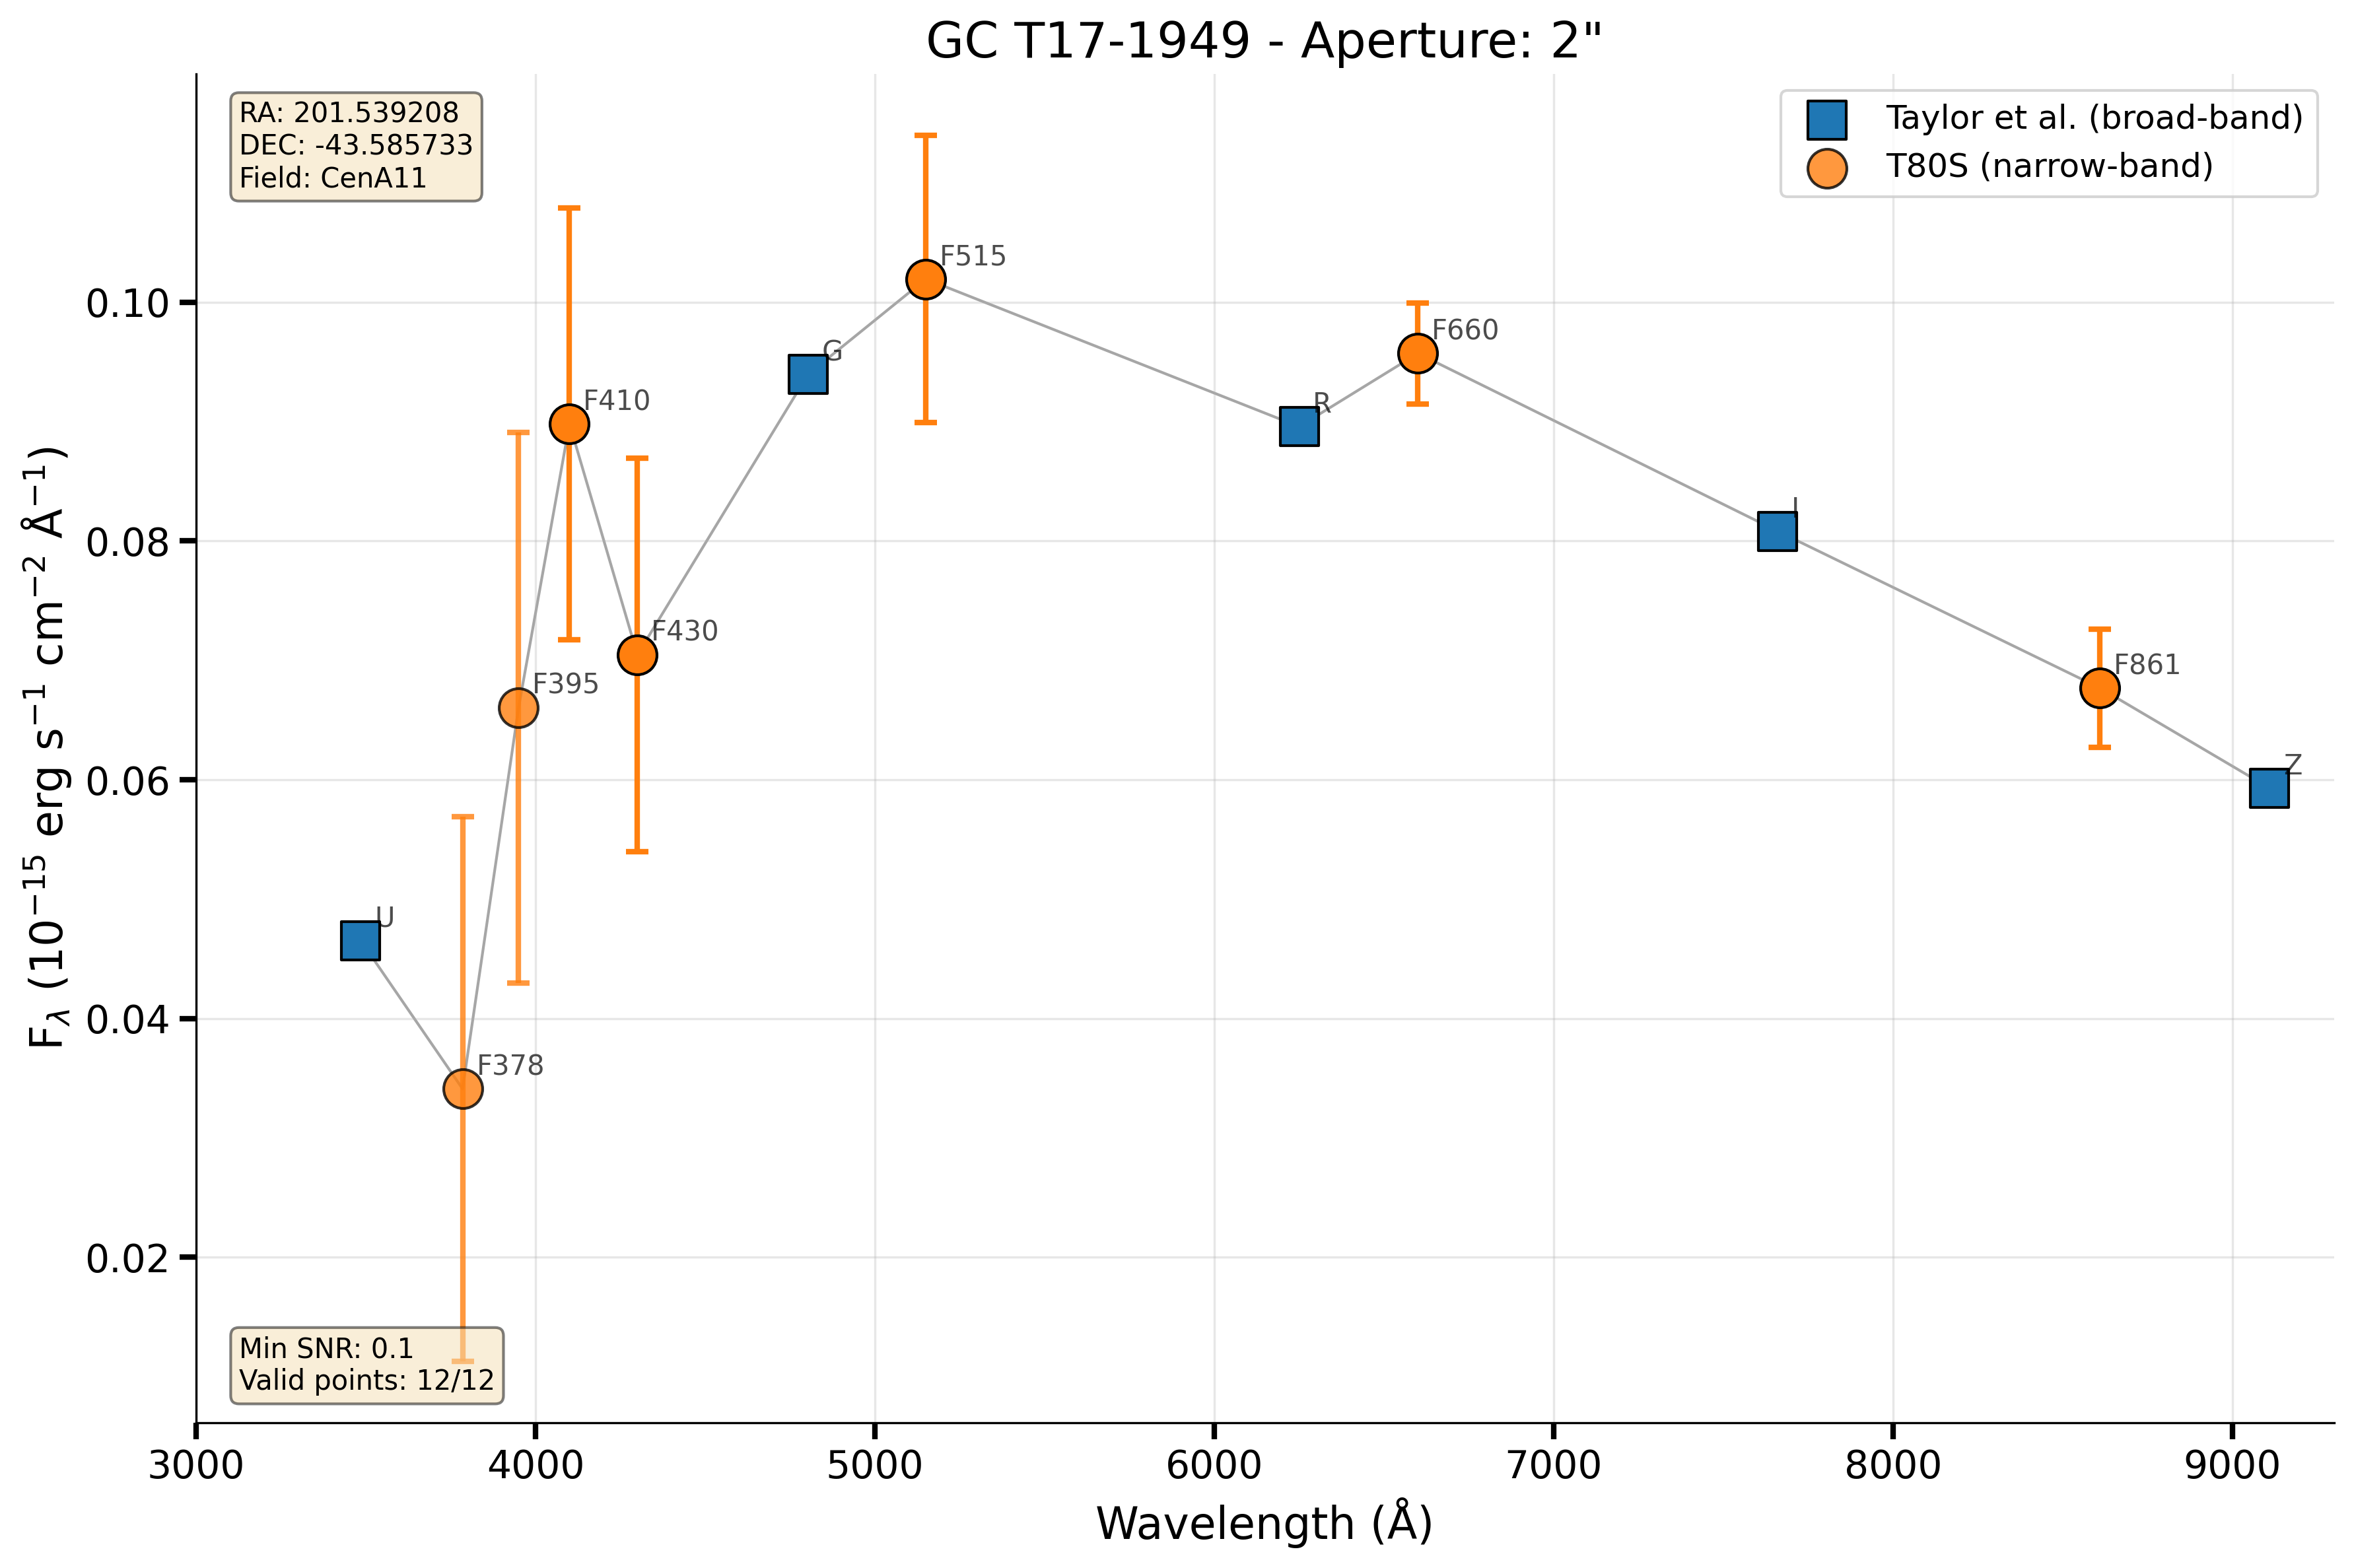 GC T17-1949 - Aperture: 2"
RA: 201.539208
DEC: -43.585733
Field: CenA11
Taylor et al. (broad-band)
T80S (narrow-band)
F515
F660
G
F410
R
I
F430
F395
F861
Z
U
F378
Min SNR: 0.1
Valid points: 12/12
0.10
0.08
0.06
0.04
0.02
F_λ (10⁻¹⁵ erg s⁻¹ cm⁻² Å⁻¹)
3000 4000 5000 6000 7000 8000 9000
Wavelength (Å)